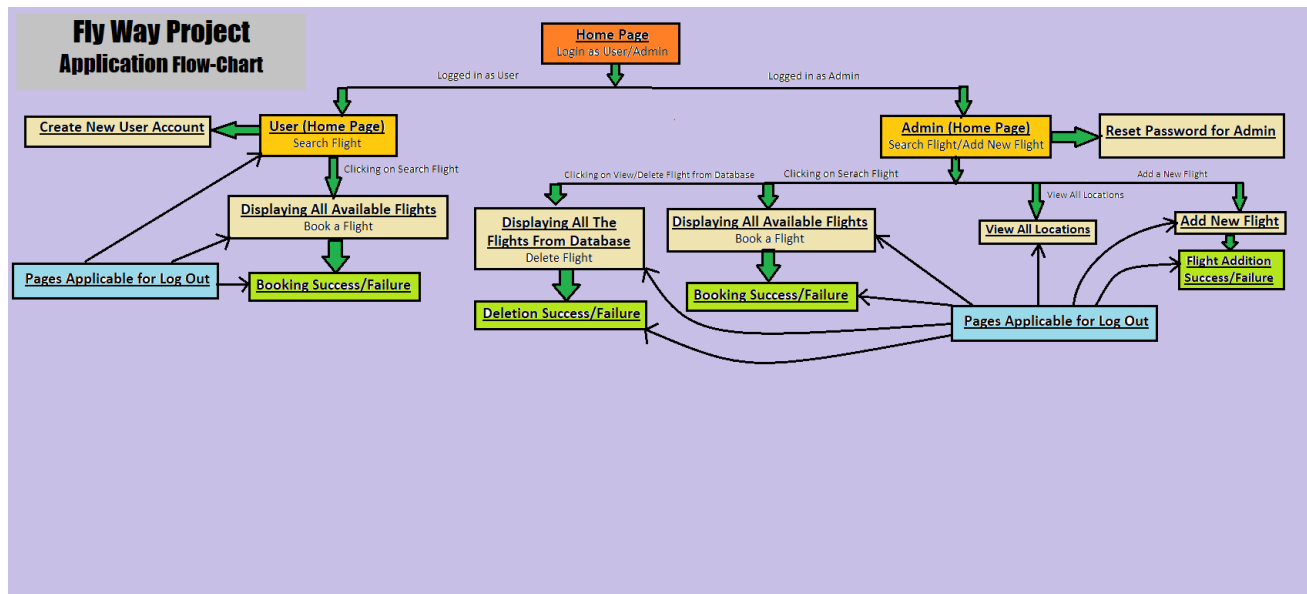 Fly Way Project
Application Flow-Chart
Home Page
Login as User/Admin
Logged in as User
Logged in as Admin
Create New User Account
User (Home Page)
Search Flight
Admin (Home Page)
Search Flight/Add New Flight
Reset Password for Admin
Clicking on Search Flight
Clicking on View/Delete Flight from Database
Clicking on Serach Flight
Add a New Flight
View All Locations
Displaying All Available Flights
Book a Flight
Displaying All The
Flights From Database
Delete Flight
Displaying All Available Flights
Book a Flight
View All Locations
Add New Flight
Flight Addition
Success/Failure
Pages Applicable for Log Out
Booking Success/Failure
Booking Success/Failure
Deletion Success/Failure
Pages Applicable for Log Out